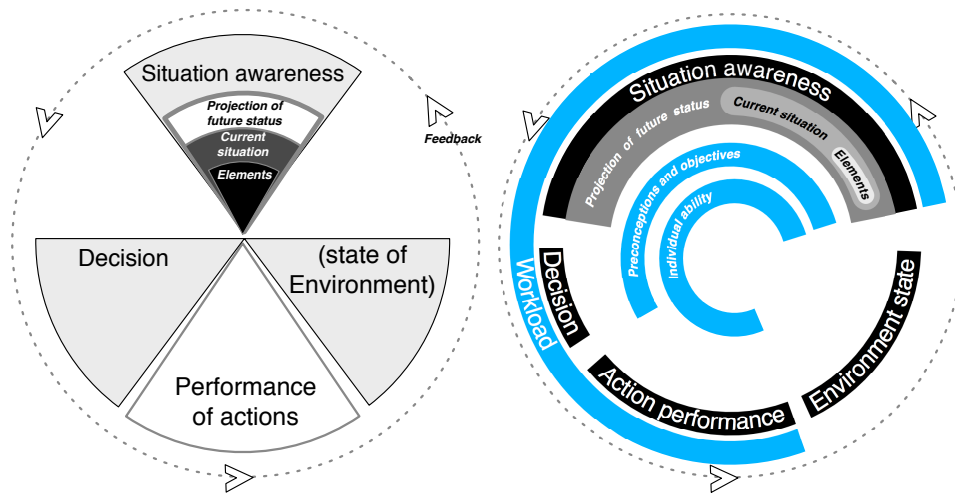 Situation awareness
Projection of
future status
Current
situation
Elements
Feedback
Decision
(state of
Environment)
Performance
of actions
Situation awareness
Projection of future status
Current situation
Elements
Preconceptions and objectives
Individual ability
Workload
Decision
Action performance
Environment state